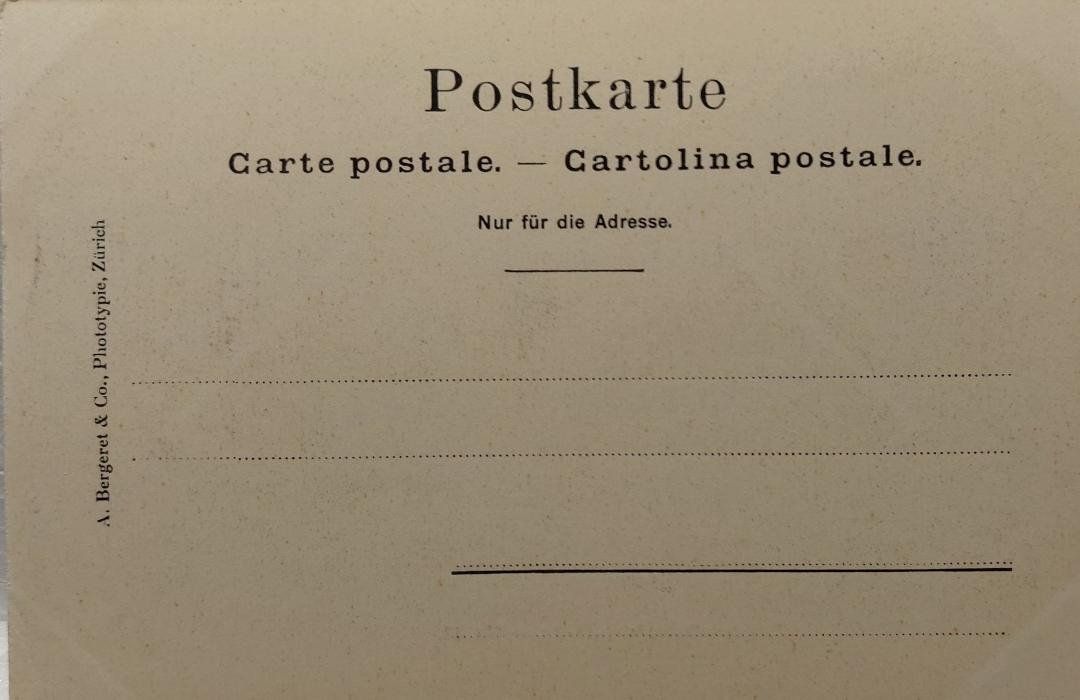 Postkarte
Carte postale. — Cartolina postale.
Nur für die Adresse.
A. Bergeret & Co., Phototypie, Zürich